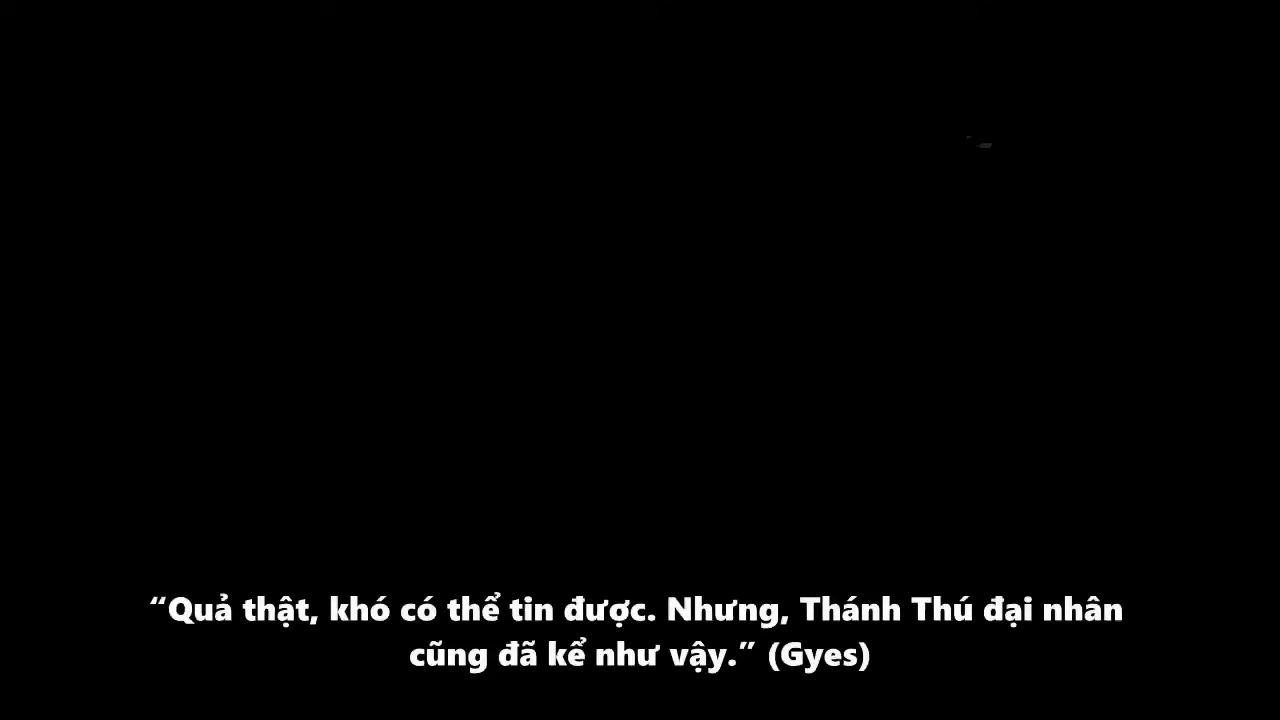 “Quả thật, khó có thể tin được. Nhưng, Thánh Thú đại nhân
cũng đã kể như vậy.” (Gyes)